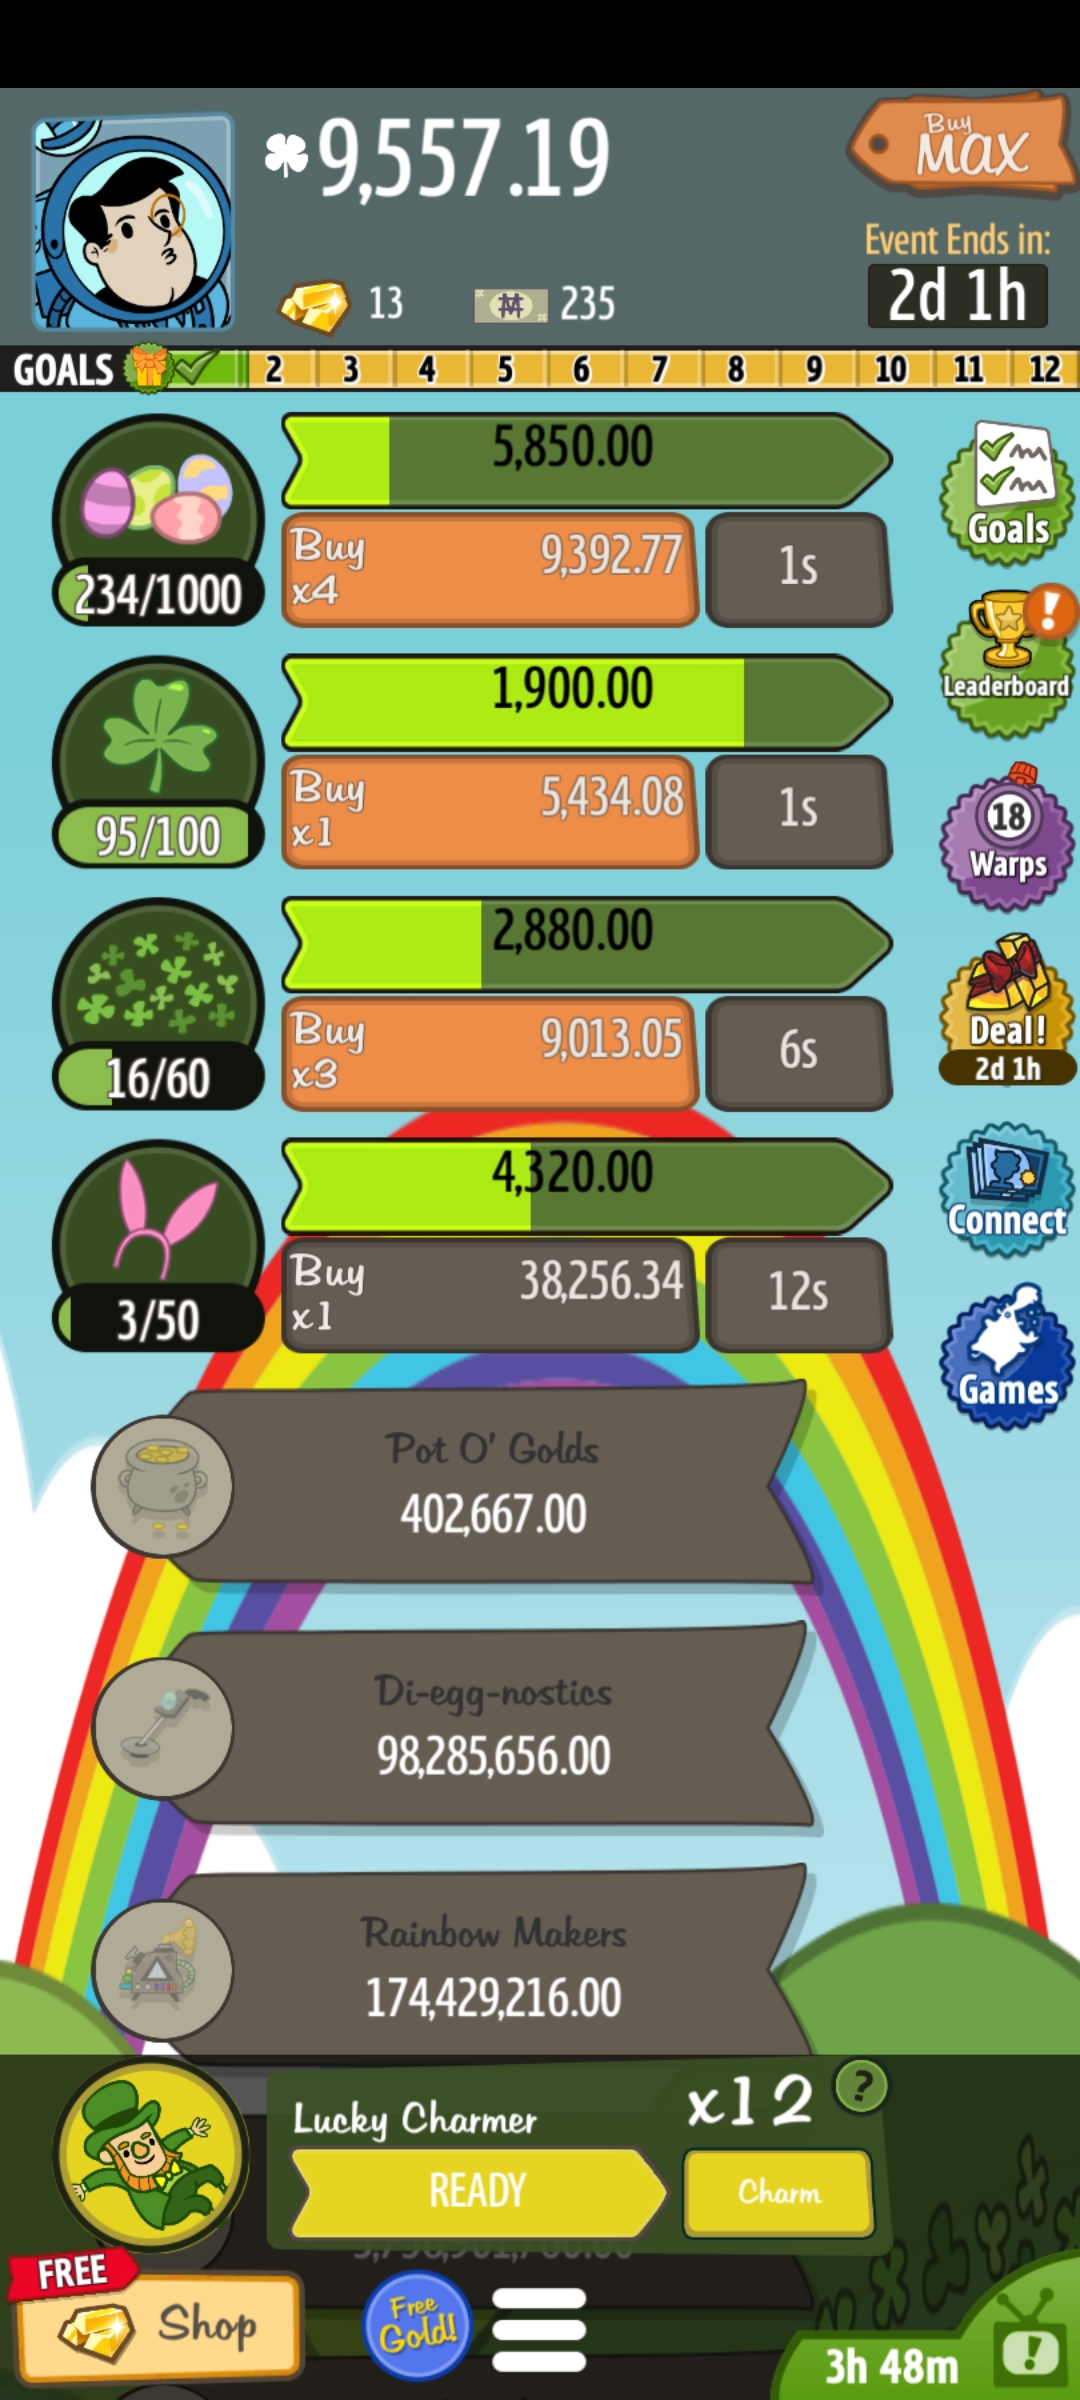 9,557.19
Buy
MAX
Event Ends in:
2d 1h
13
235
GOALS 2 3 4 5 6 7 8 9 10 11 12
5,850.00
Buy
x4
9,392.77
1s
234/1000
Goals
1,900.00
Leaderboard
Buy
x1
5,434.08
1s
95/100
18
Warps
2,880.00
Buy
x3
9,013.05
6s
16/60
Deal!
2d 1h
4,320.00
Buy
x1
38,256.34
12s
3/50
Connect
Games
Pot O' Golds
402,667.00
Di-egg-nostics
98,285,656.00
Rainbow Makers
174,429,216.00
Lucky Charmer
x12
?
READY
Charm
FREE
Shop
Free
Gold!
3h 48m